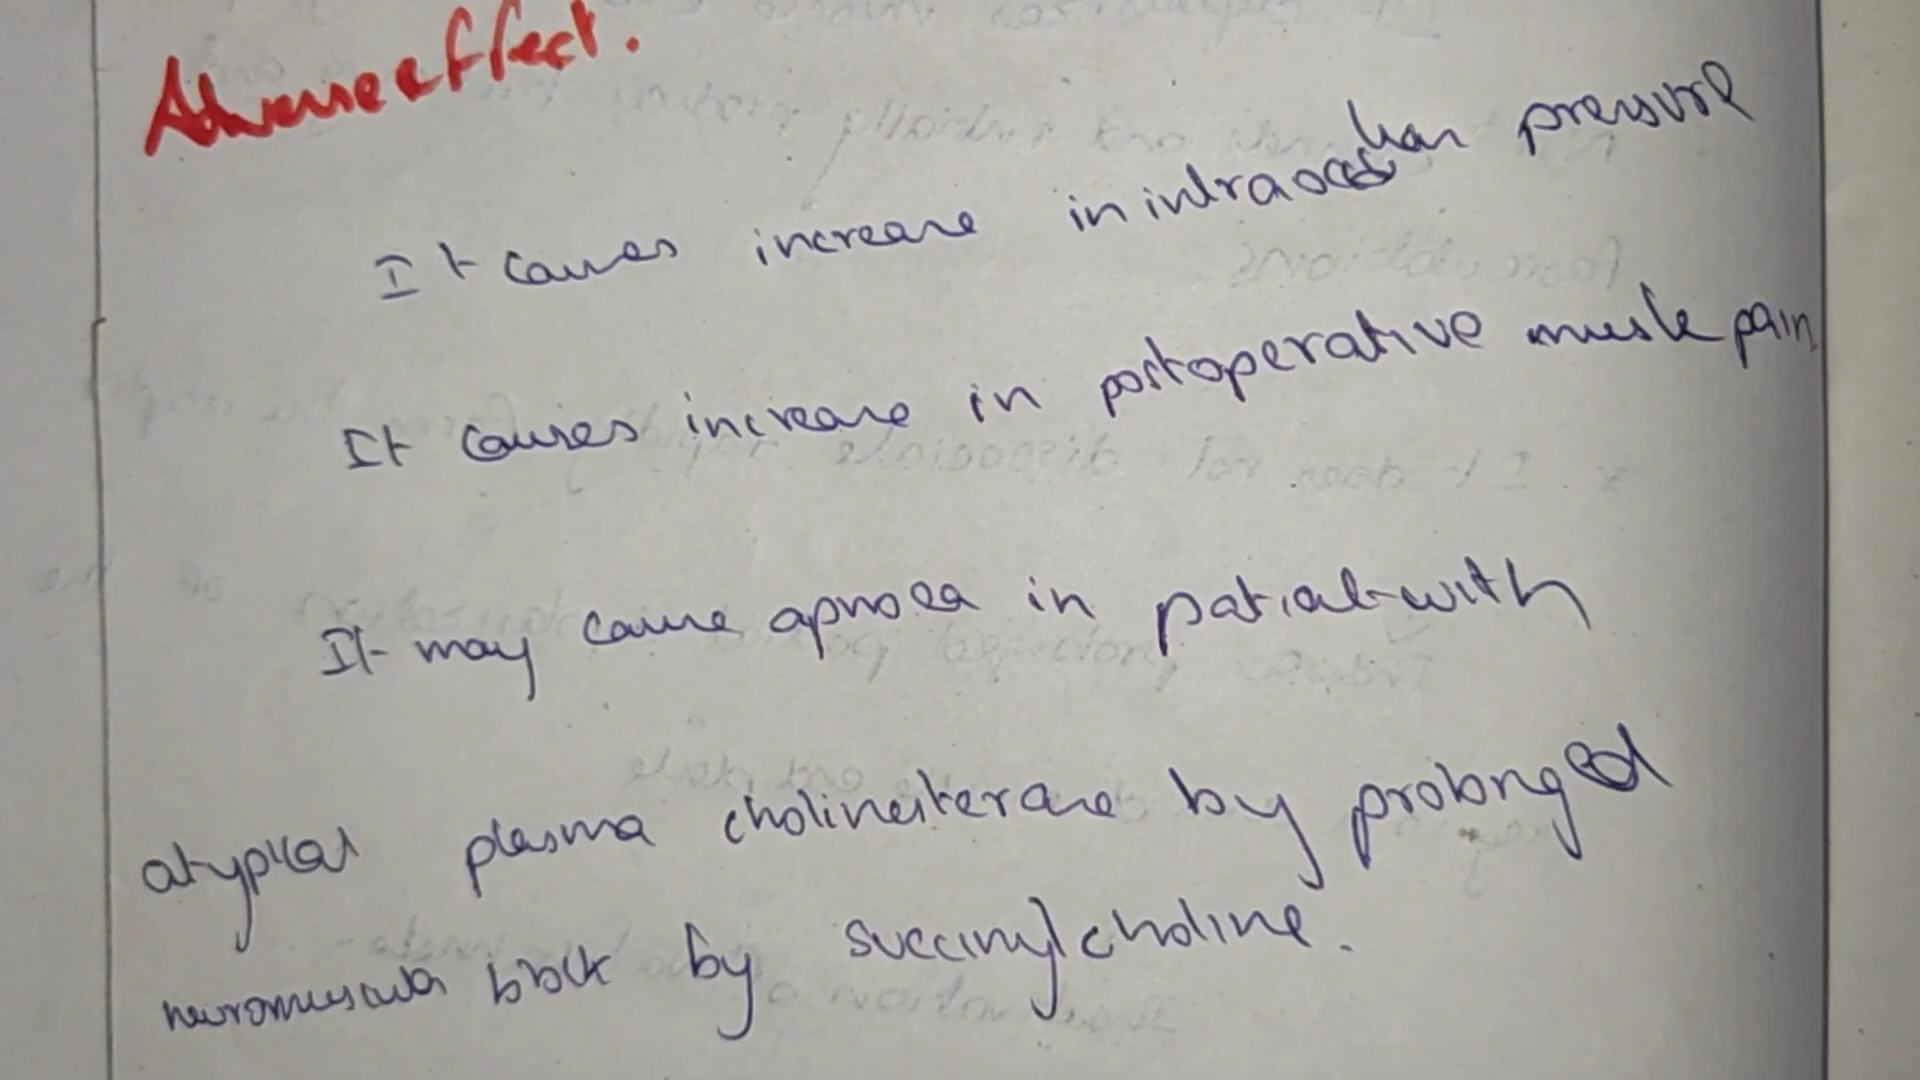 Adverse effect.
It causes increase in intraocular pressure
It causes increase in postoperative muscle pain
It may cause apnoea in patient with
atypical plasma cholinesterase by prolonged
neuromuscular block by succinylcholine.